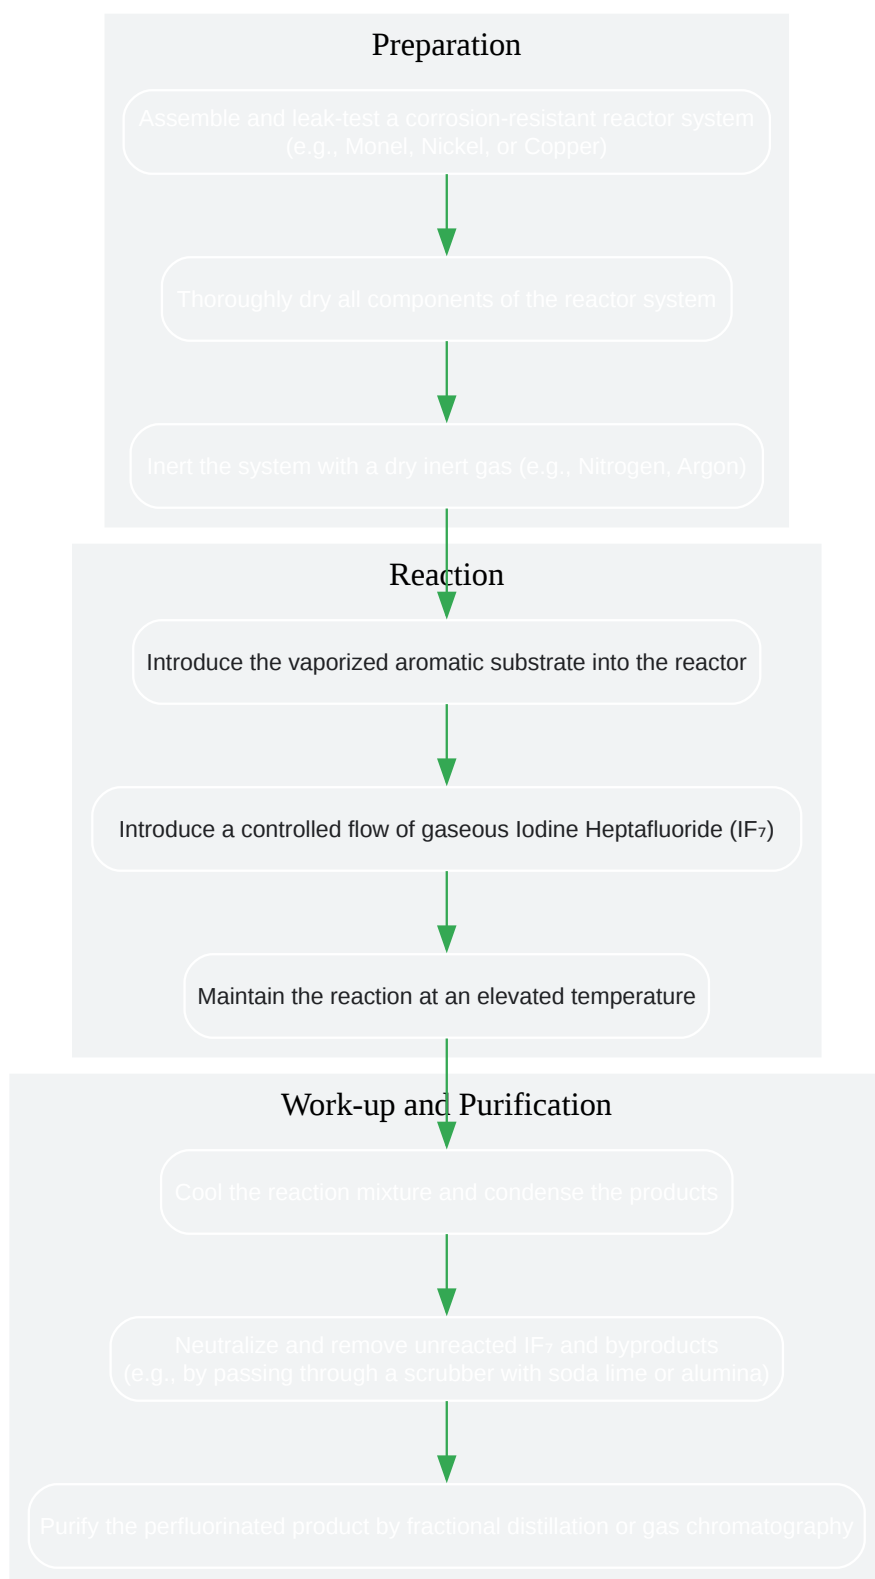 Preparation
Assemble and leak-test a corrosion-resistant reactor system
(e.g., Monel, Nickel, or Copper)
Thoroughly dry all components of the reactor system
Inert the system with a dry inert gas (e.g., Nitrogen, Argon)
Reaction
Introduce the vaporized aromatic substrate into the reactor
Introduce a controlled flow of gaseous Iodine Heptafluoride (IF₇)
Maintain the reaction at an elevated temperature
Work-up and Purification
Cool the reaction mixture and condense the products
Neutralize and remove unreacted IF₇ and byproducts
(e.g., by passing through a scrubber with soda lime or alumina)
Purify the perfluorinated product by fractional distillation or gas chromatography